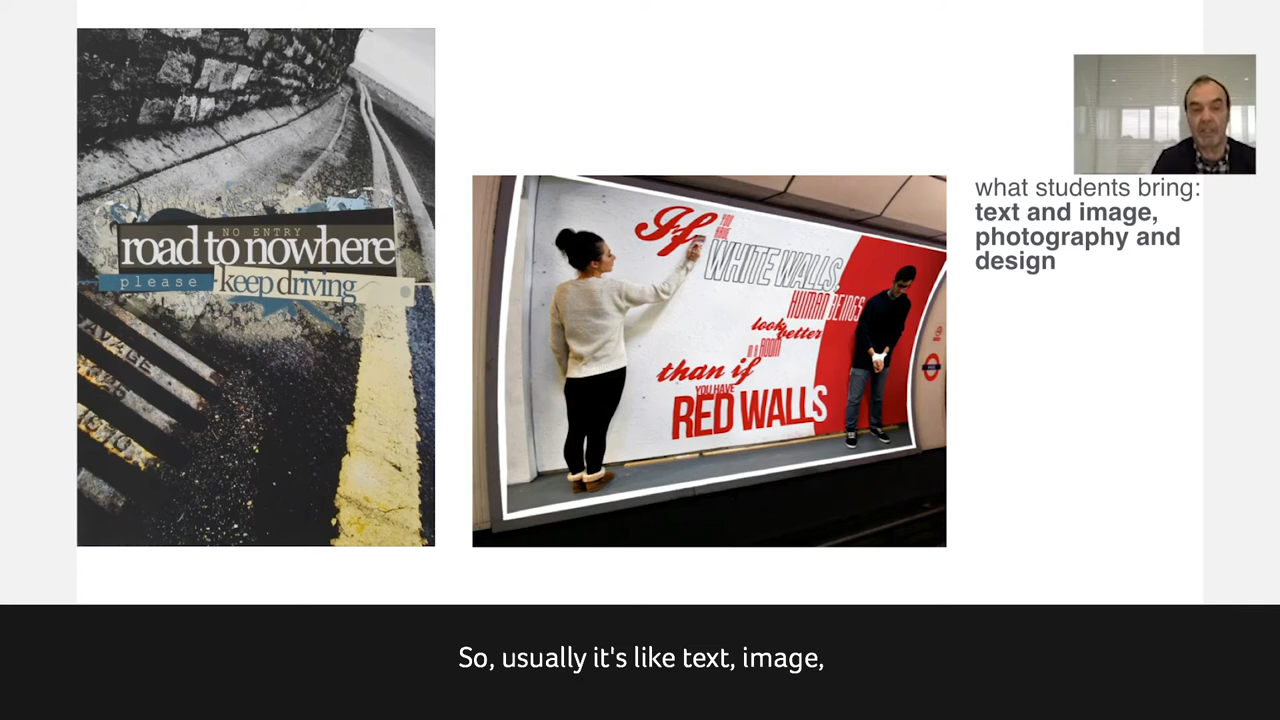 NO ENTRY
road to nowhere
please keep driving
If
YOU
HAVE
WHITE WALLS,
HUMAN BEINGS
look
better
IN A ROOM
than if
YOU HAVE
RED WALLS
what students bring:
text and image,
photography and
design
So, usually it's like text, image,